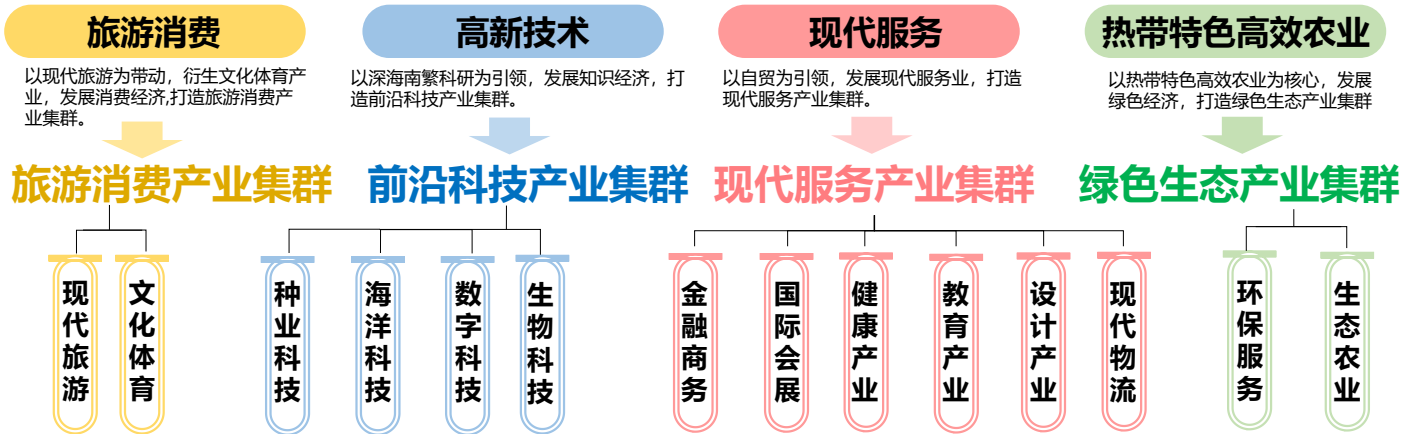 旅游消费
高新技术
现代服务
热带特色高效农业
以现代旅游为带动，衍生文化体育产
业，发展消费经济,打造旅游消费产
业集群。
以深海南繁科研为引领，发展知识经济，打
造前沿科技产业集群。
以自贸为引领，发展现代服务业，打造
现代服务产业集群。
以热带特色高效农业为核心，发展
绿色经济，打造绿色生态产业集群
旅游消费产业集群
前沿科技产业集群
现代服务产业集群
绿色生态产业集群
现代旅游
文化体育
种业科技
海洋科技
数字科技
生物科技
金融商务
国际会展
健康产业
教育产业
设计产业
现代物流
环保服务
生态农业